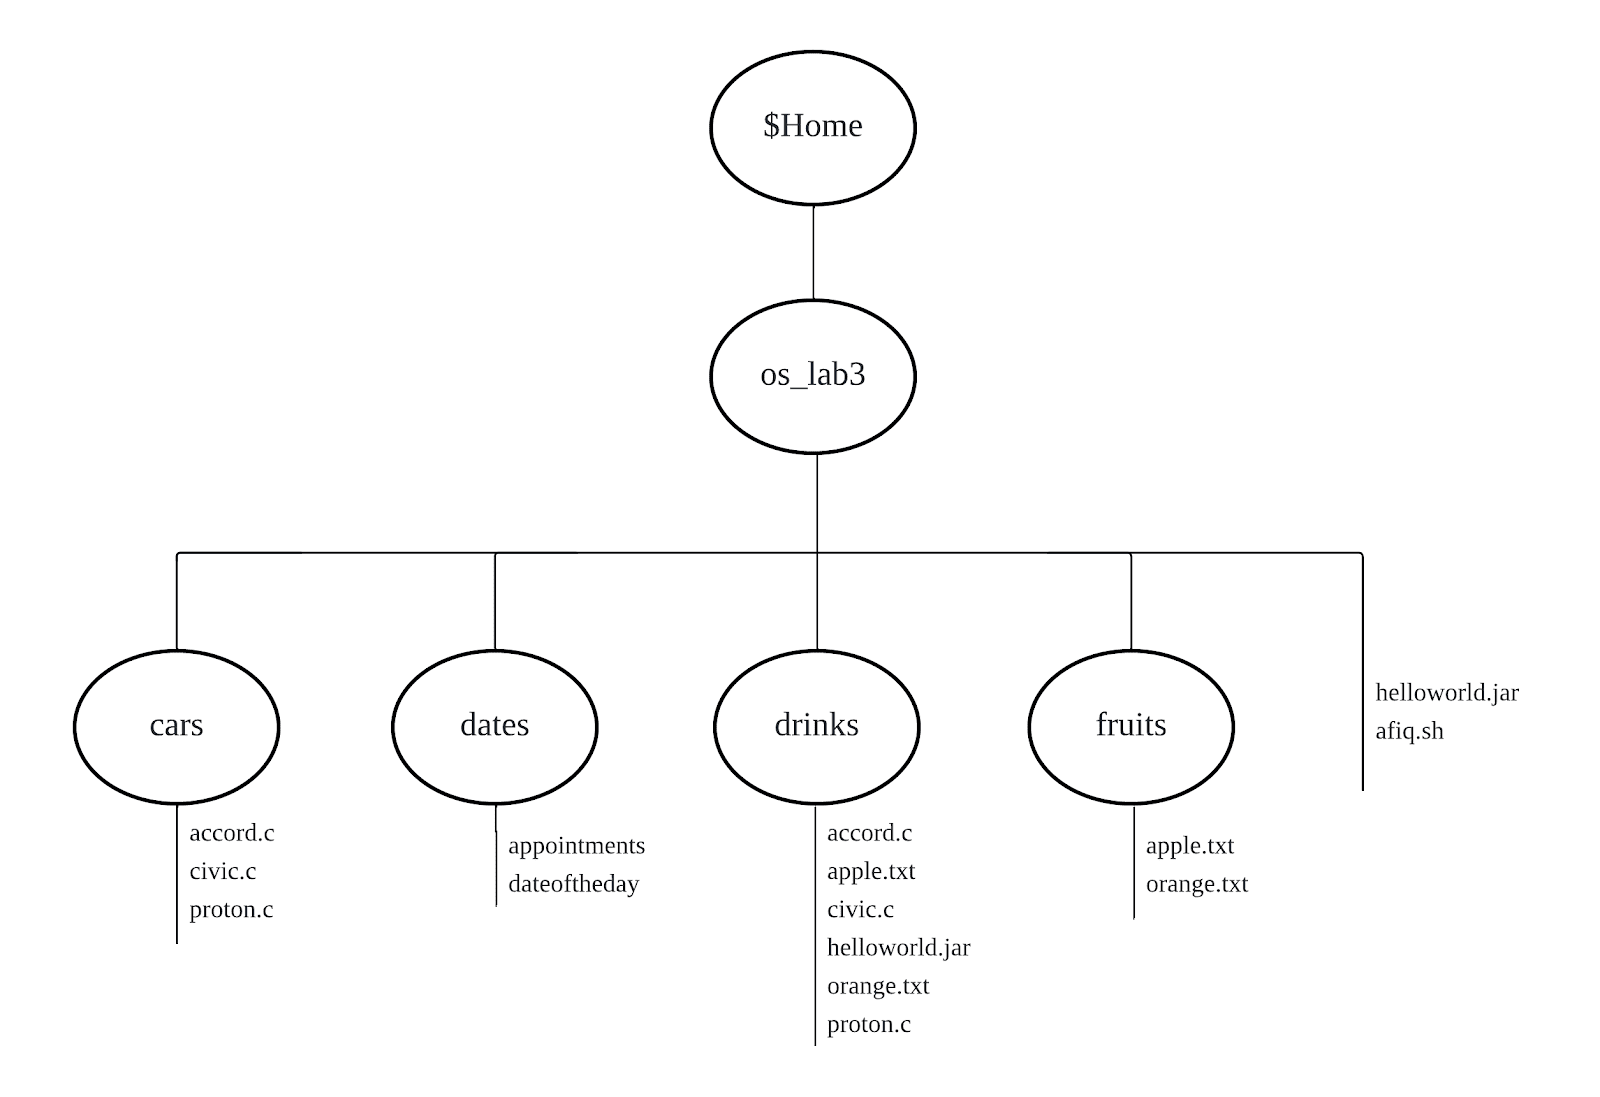 $Home
os_lab3
cars
dates
drinks
fruits
helloworld.jar
afiq.sh
accord.c
civic.c
proton.c
appointments
dateoftheday
accord.c
apple.txt
civic.c
helloworld.jar
orange.txt
proton.c
apple.txt
orange.txt